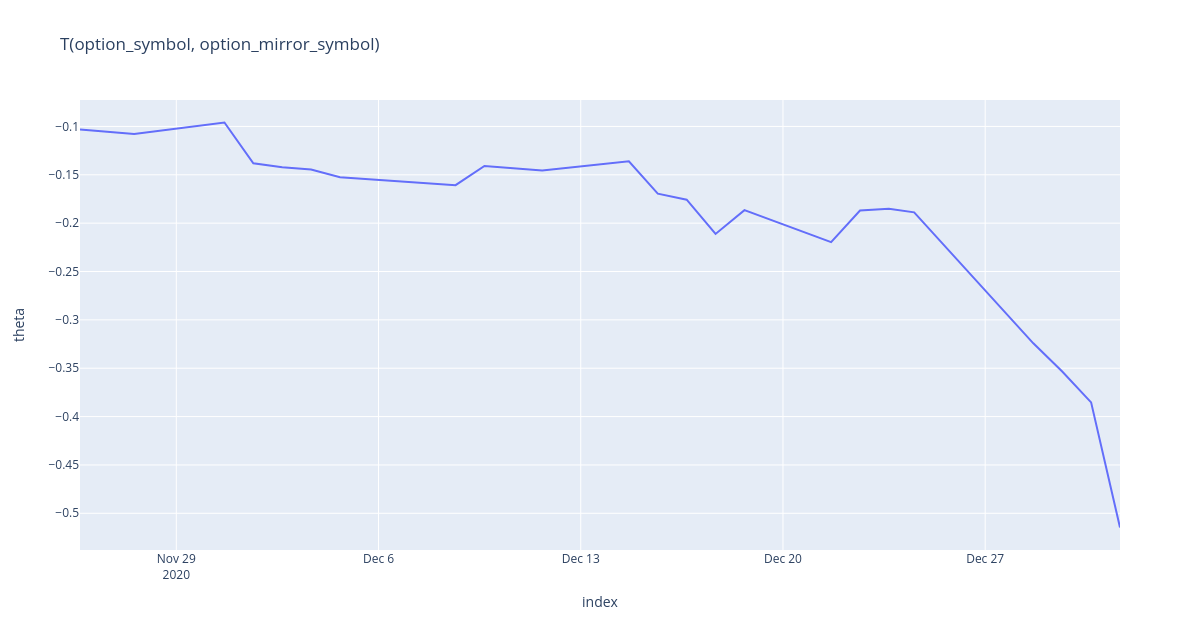 T(option_symbol, option_mirror_symbol)
−0.1
−0.15
−0.2
−0.25
−0.3
−0.35
−0.4
−0.45
−0.5
theta
Nov 29
2020
Dec 6
Dec 13
Dec 20
Dec 27
index